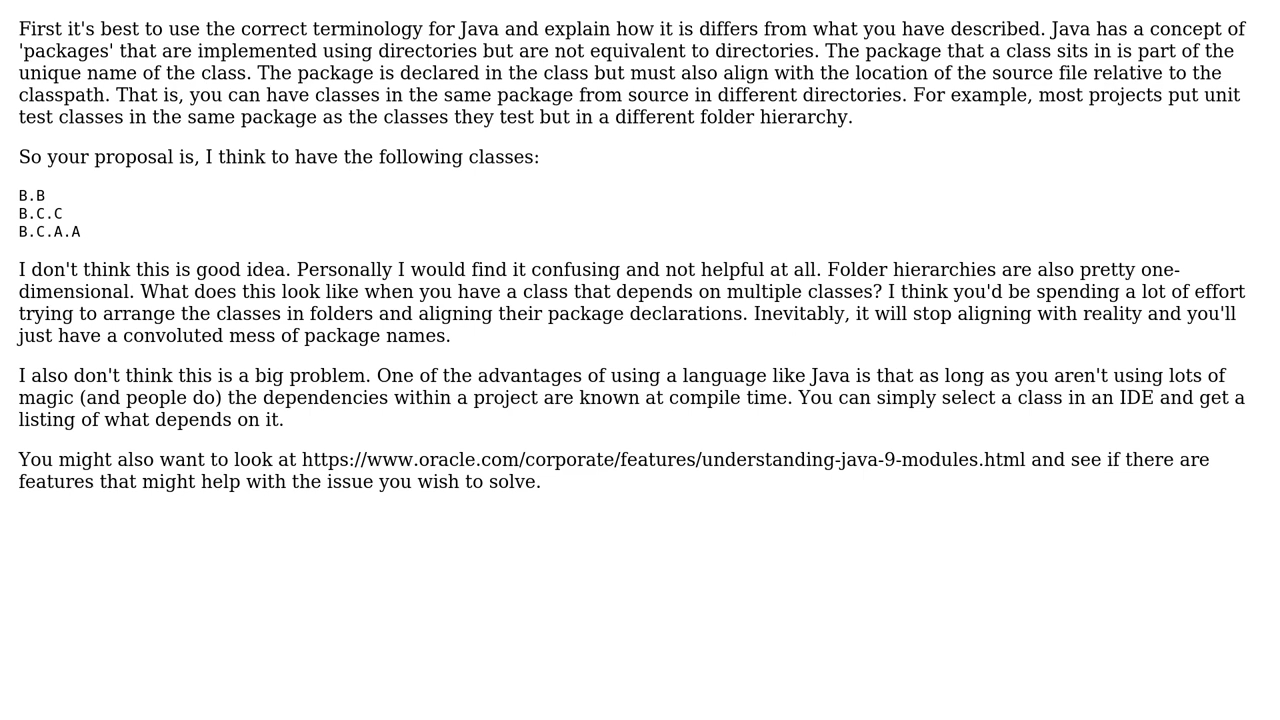 First it's best to use the correct terminology for Java and explain how it is differs from what you have described. Java has a concept of
'packages' that are implemented using directories but are not equivalent to directories. The package that a class sits in is part of the
unique name of the class. The package is declared in the class but must also align with the location of the source file relative to the
classpath. That is, you can have classes in the same package from source in different directories. For example, most projects put unit
test classes in the same package as the classes they test but in a different folder hierarchy.
So your proposal is, I think to have the following classes:
B.B
B.C.C
B.C.A.A
I don't think this is good idea. Personally I would find it confusing and not helpful at all. Folder hierarchies are also pretty one-
dimensional. What does this look like when you have a class that depends on multiple classes? I think you'd be spending a lot of effort
trying to arrange the classes in folders and aligning their package declarations. Inevitably, it will stop aligning with reality and you'll
just have a convoluted mess of package names.
I also don't think this is a big problem. One of the advantages of using a language like Java is that as long as you aren't using lots of
magic (and people do) the dependencies within a project are known at compile time. You can simply select a class in an IDE and get a
listing of what depends on it.
You might also want to look at https://www.oracle.com/corporate/features/understanding-java-9-modules.html and see if there are
features that might help with the issue you wish to solve.